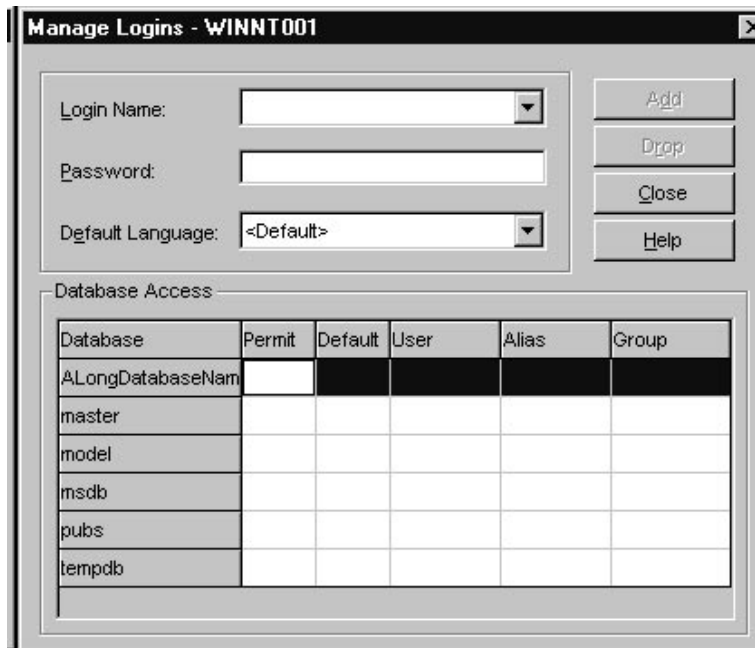 Manage Logins - WINNT001
Login Name:
Password:
Default Language: <Default>
Add
Drop
Close
Help
Database Access
Database Permit Default User Alias Group
ALongDatabaseNam
master
model
msdb
pubs
tempdb